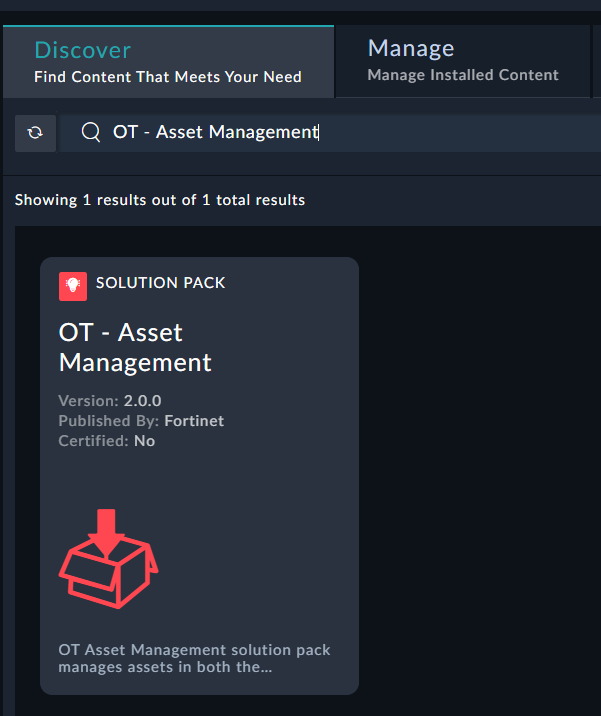 Discover
Find Content That Meets Your Need
Manage
Manage Installed Content
OT - Asset Management
Showing 1 results out of 1 total results
SOLUTION PACK
OT - Asset
Management
Version: 2.0.0
Published By: Fortinet
Certified: No
OT Asset Management solution pack
manages assets in both the...